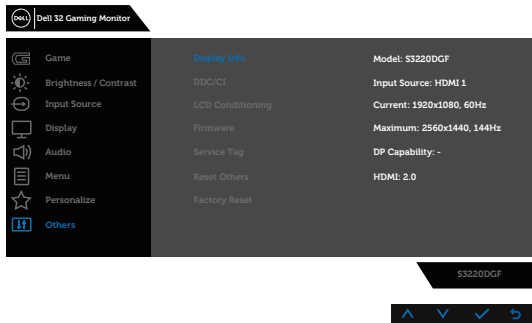 DELL
Dell 32 Gaming Monitor
Game
Brightness / Contrast
Input Source
Display
Audio
Menu
Personalize
Others
Display Info
DDC/CI
LCD Conditioning
Firmware
Service Tag
Reset Others
Factory Reset
Model: S3220DGF
Input Source: HDMI 1
Current: 1920x1080, 60Hz
Maximum: 2560x1440, 144Hz
DP Capability: -
HDMI: 2.0
S3220DGF